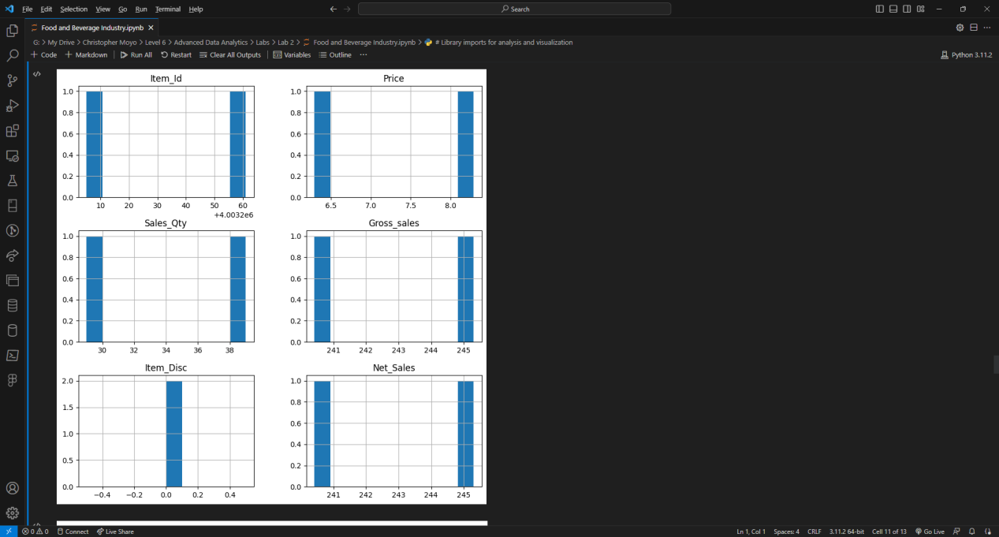 File Edit Selection View Go Run Terminal Help
Search
Food and Beverage Industry.ipynb
G: > My Drive > Christopher Moyo > Level 6 > Advanced Data Analytics > Labs > Lab 2 > Food and Beverage Industry.ipynb > # Library imports for analysis and visualization
+ Code + Markdown Run All Restart Clear All Outputs Variables Outline ···
Python 3.11.2
Item_Id
1.0
0.8
0.6
0.4
0.2
0.0
10 20 30 40 50 60
+4.0032e6
Price
1.0
0.8
0.6
0.4
0.2
0.0
6.5 7.0 7.5 8.0
Sales_Qty
1.0
0.8
0.6
0.4
0.2
0.0
30 32 34 36 38
Gross_sales
1.0
0.8
0.6
0.4
0.2
0.0
241 242 243 244 245
Item_Disc
2.0
1.5
1.0
0.5
0.0
−0.4 −0.2 0.0 0.2 0.4
Net_Sales
1.0
0.8
0.6
0.4
0.2
0.0
241 242 243 244 245
0 0 Connect Live Share
Ln 1, Col 1 Spaces: 4 CRLF 3.11.2 64-bit Cell 11 of 13 Go Live